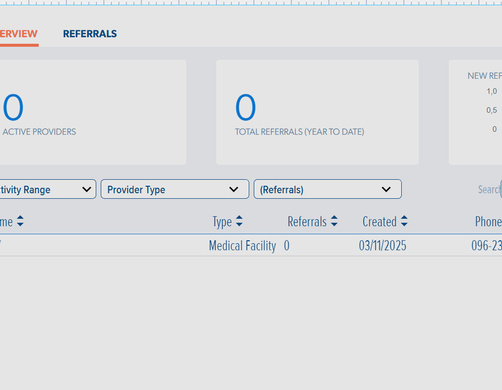 ERVIEW REFERRALS
0
ACTIVE PROVIDERS
0
TOTAL REFERRALS (YEAR TO DATE)
NEW REF
1,0
0,5
0
tivity Range Provider Type (Referrals) Search
me Type Referrals Created Phone
Medical Facility 0 03/11/2025 096-23